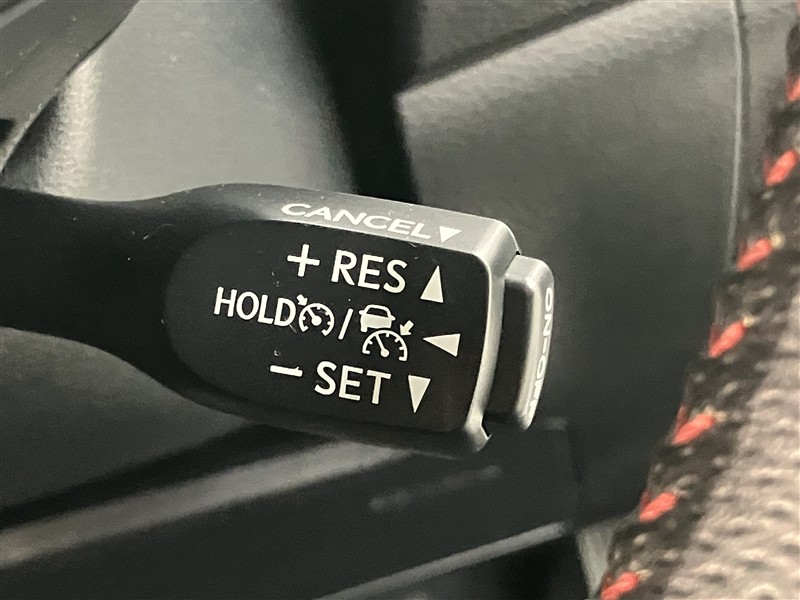 CANCEL▼
+ RES ▲
HOLD / ◀
− SET ▼
ON·OFF